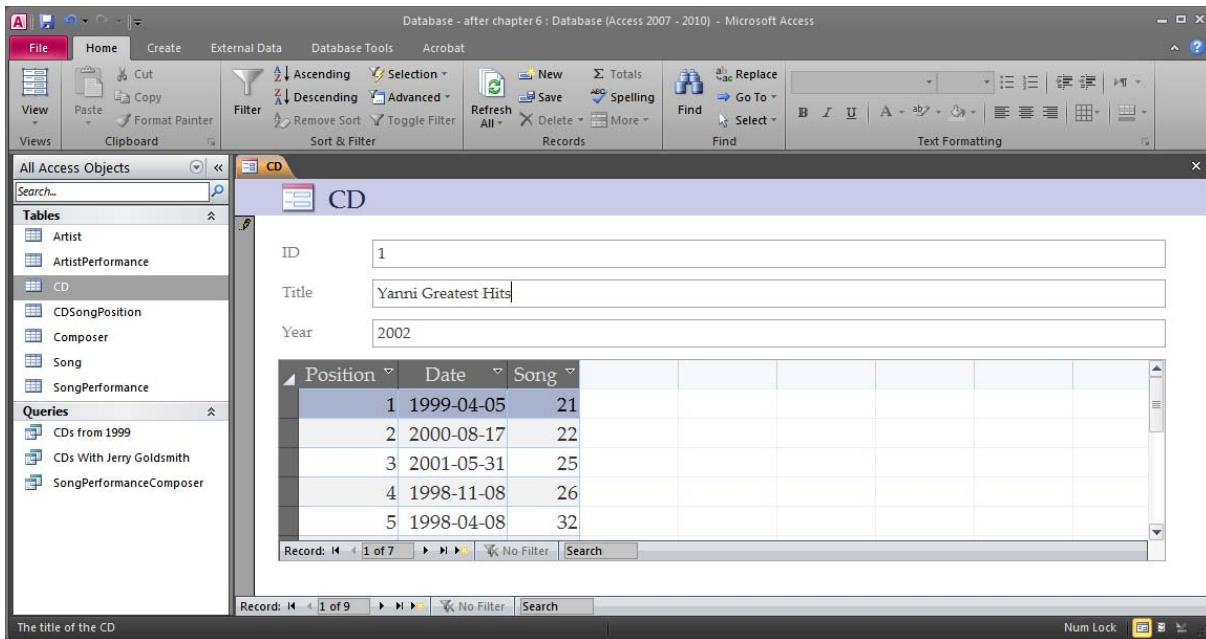 Database - after chapter 6 : Database (Access 2007 - 2010) - Microsoft Access
File Home Create External Data Database Tools Acrobat
View
Paste
Cut
Copy
Format Painter
Filter
Ascending
Descending
Remove Sort
Selection
Advanced
Toggle Filter
Refresh All
New
Save
Delete
Totals
Spelling
More
Find
Replace
Go To
Select
B I U A
Views Clipboard Sort & Filter Records Find Text Formatting
All Access Objects
Search...
Tables
Artist
ArtistPerformance
CD
CDSongPosition
Composer
Song
SongPerformance
Queries
CDs from 1999
CDs With Jerry Goldsmith
SongPerformanceComposer
CD
CD
ID 1
Title Yanni Greatest Hits
Year 2002
Position Date Song
1 1999-04-05 21
2 2000-08-17 22
3 2001-05-31 25
4 1998-11-08 26
5 1998-04-08 32
Record: 1 of 7 No Filter Search
Record: 1 of 9 No Filter Search
The title of the CD Num Lock